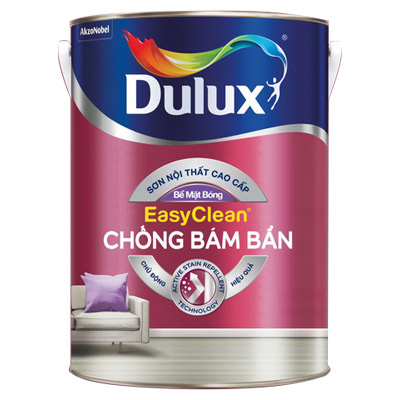 AkzoNobel
Dulux
SƠN NỘI THẤT CAO CẤP
Bề Mặt Bóng
EasyClean®
CHỐNG BÁM BẨN
CHỦ ĐỘNG
ACTIVE STAIN REPELLENT
TECHNOLOGY
HIỆU QUẢ